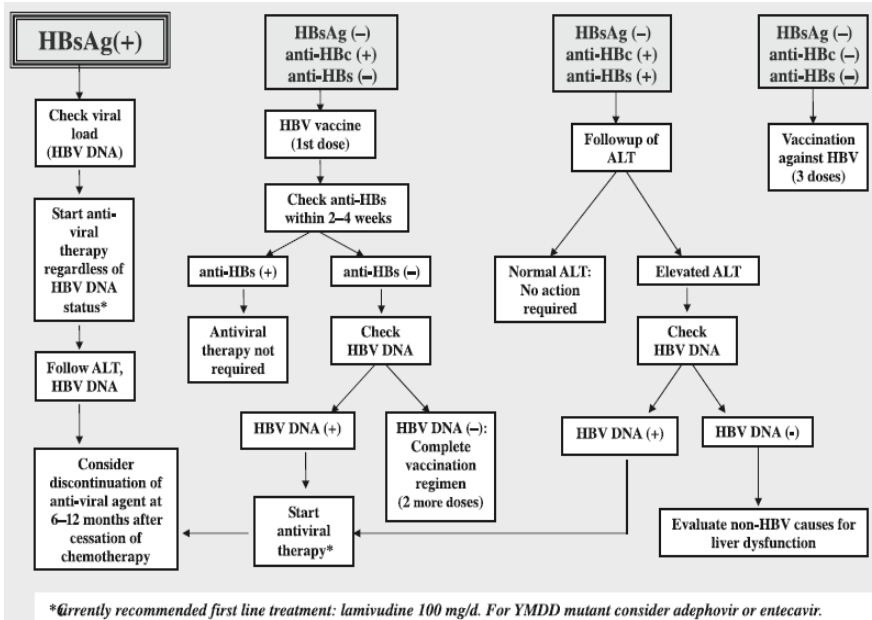 HBsAg(+)
Check viral
load
(HBV DNA)
Start anti-
viral
therapy
regardless of
HBV DNA
status*
Follow ALT,
HBV DNA
Consider
discontinuation of
anti-viral agent at
6–12 months after
cessation of
chemotherapy
HBsAg (–)
anti-HBc (+)
anti-HBs (–)
HBV vaccine
(1st dose)
Check anti-HBs
within 2–4 weeks
anti-HBs (+)
anti-HBs (–)
Antiviral
therapy not
required
Check
HBV DNA
HBV DNA (+)
HBV DNA (–):
Complete
vaccination
regimen
(2 more doses)
Start
antiviral
therapy*
HBsAg (–)
anti-HBc (+)
anti-HBs (+)
Followup of
ALT
Normal ALT:
No action
required
Elevated ALT
Check
HBV DNA
HBV DNA (+)
HBV DNA (-)
Evaluate non-HBV causes for
liver dysfunction
HBsAg (–)
anti-HBc (–)
anti-HBs (–)
Vaccination
against HBV
(3 doses)
*Currently recommended first line treatment: lamivudine 100 mg/d. For YMDD mutant consider adephovir or entecavir.